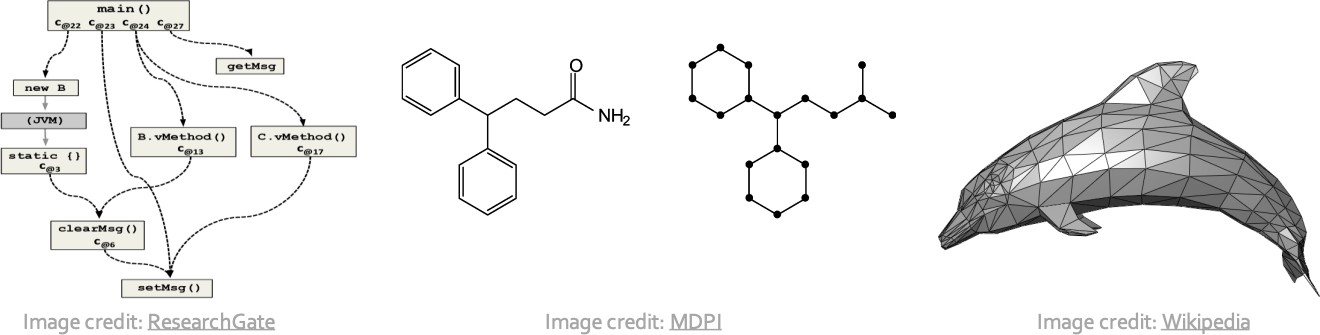 main()
c@22 c@23 c@24 c@27
getMsg
new B
(JVM)
static {}
c@3
B.vMethod()
c@13
C.vMethod()
c@17
clearMsg()
c@6
setMsg()
O
NH₂
Image credit: ResearchGate
Image credit: MDPI
Image credit: Wikipedia